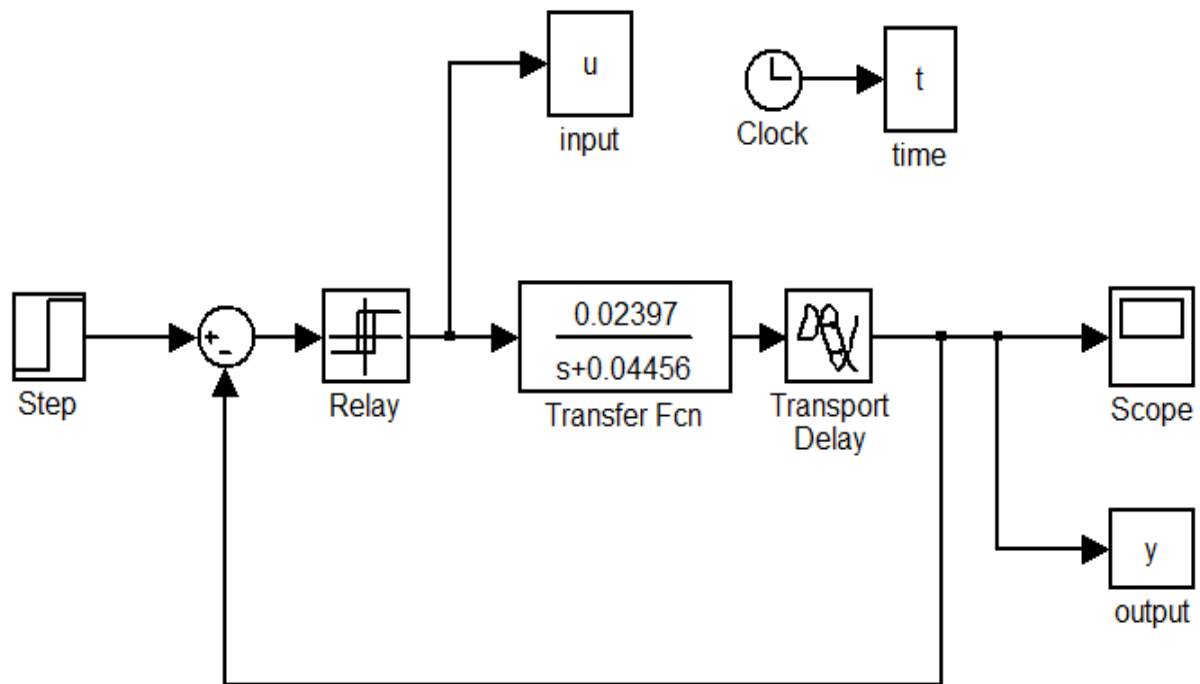 u
input
t
Clock
time
+
-
Step
Relay
0.02397
s+0.04456
Transfer Fcn
Transport
Delay
Scope
y
output